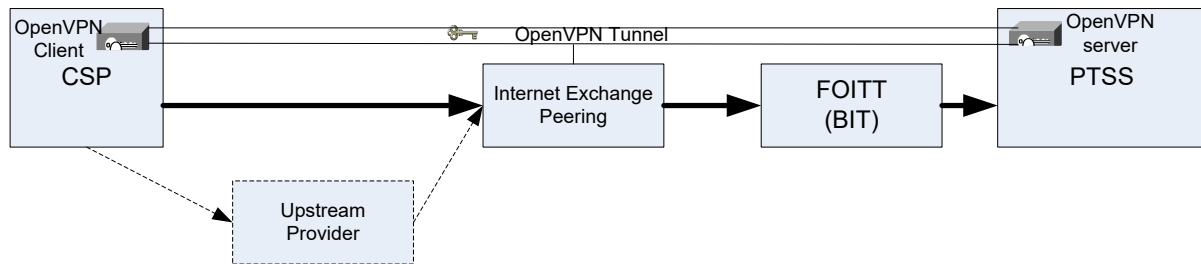 OpenVPN
Client
CSP
OpenVPN Tunnel
OpenVPN
server
PTSS
Internet Exchange
Peering
FOITT
(BIT)
Upstream
Provider